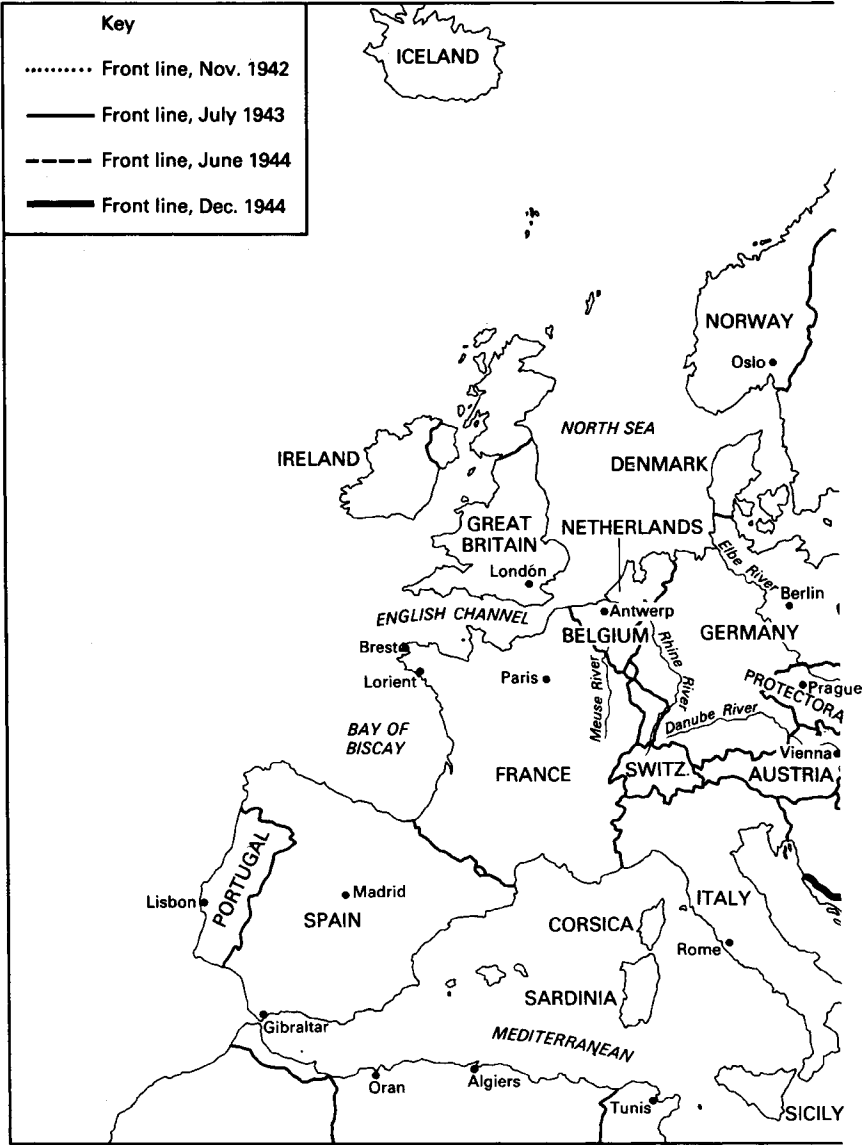 Key
Front line, Nov. 1942
Front line, July 1943
Front line, June 1944
Front line, Dec. 1944
ICELAND
NORWAY
Oslo
NORTH SEA
IRELAND
DENMARK
GREAT
BRITAIN
NETHERLANDS
Elbe River
Londón
Berlin
ENGLISH CHANNEL
Antwerp
BELGIUM
GERMANY
Rhine
River
Brest
Lorient
Paris
Meuse River
PROTECTORA
Prague
Danube River
BAY OF
BISCAY
Vienna
FRANCE
SWITZ.
AUSTRIA
PORTUGAL
Lisbon
Madrid
SPAIN
ITALY
CORSICA
Rome
SARDINIA
Gibraltar
MEDITERRANEAN
Oran
Algiers
Tunis
SICILY